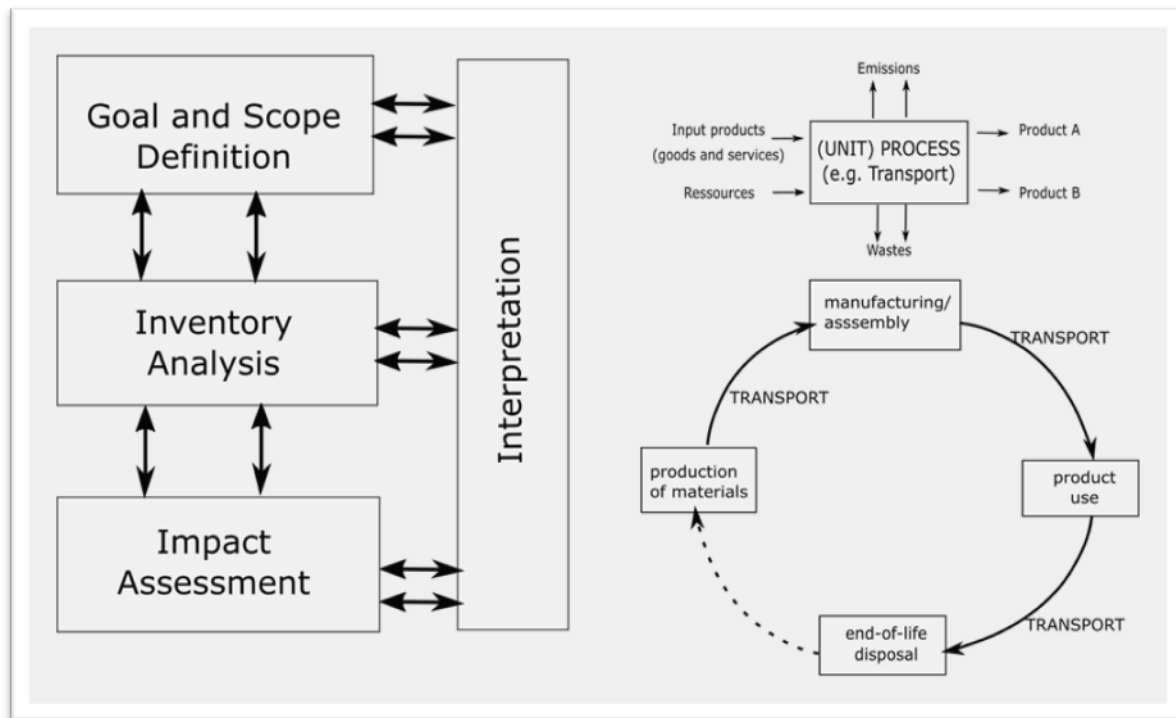 Goal and Scope
Definition
Inventory
Analysis
Impact
Assessment
Interpretation
Emissions
Input products
(goods and services)
Ressources
(UNIT) PROCESS
(e.g. Transport)
Product A
Product B
Wastes
manufacturing/
asssembly
TRANSPORT
TRANSPORT
production
of materials
product
use
TRANSPORT
end-of-life
disposal